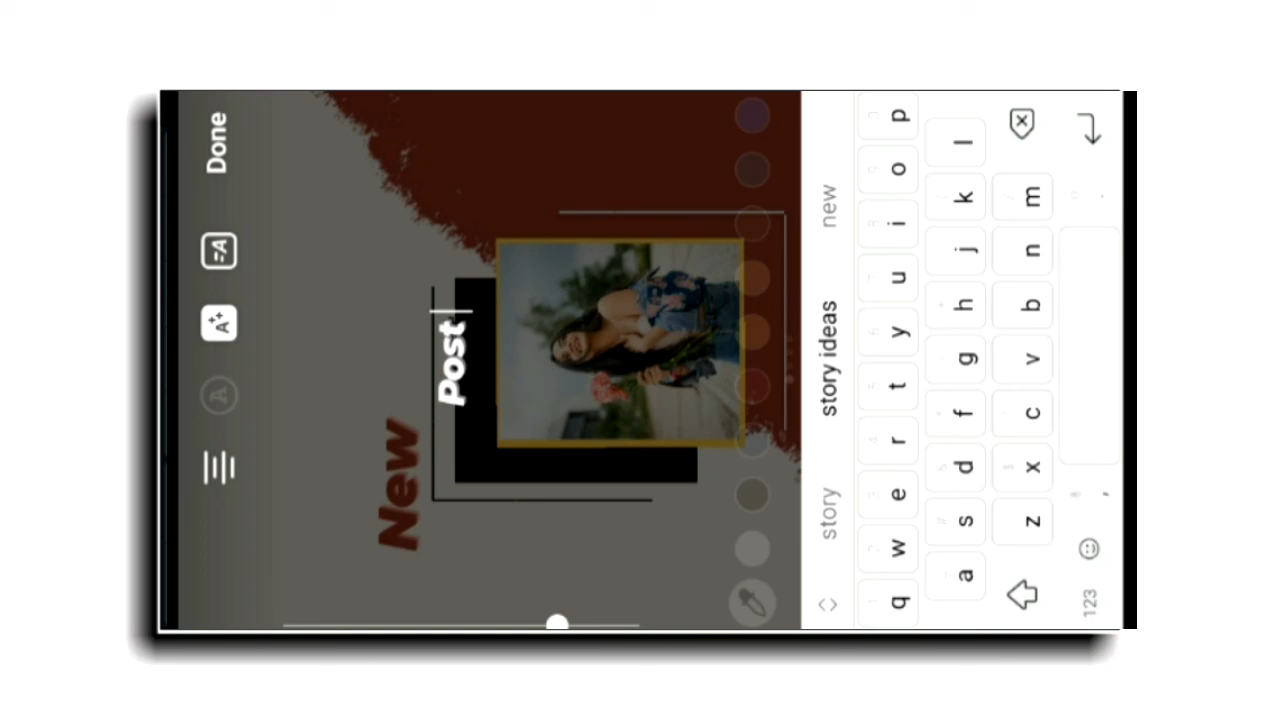 Done
New
Post
story
story ideas
new
q w e r t y u i o p
a s d f g h j k l
z x c v b n m
123 , .